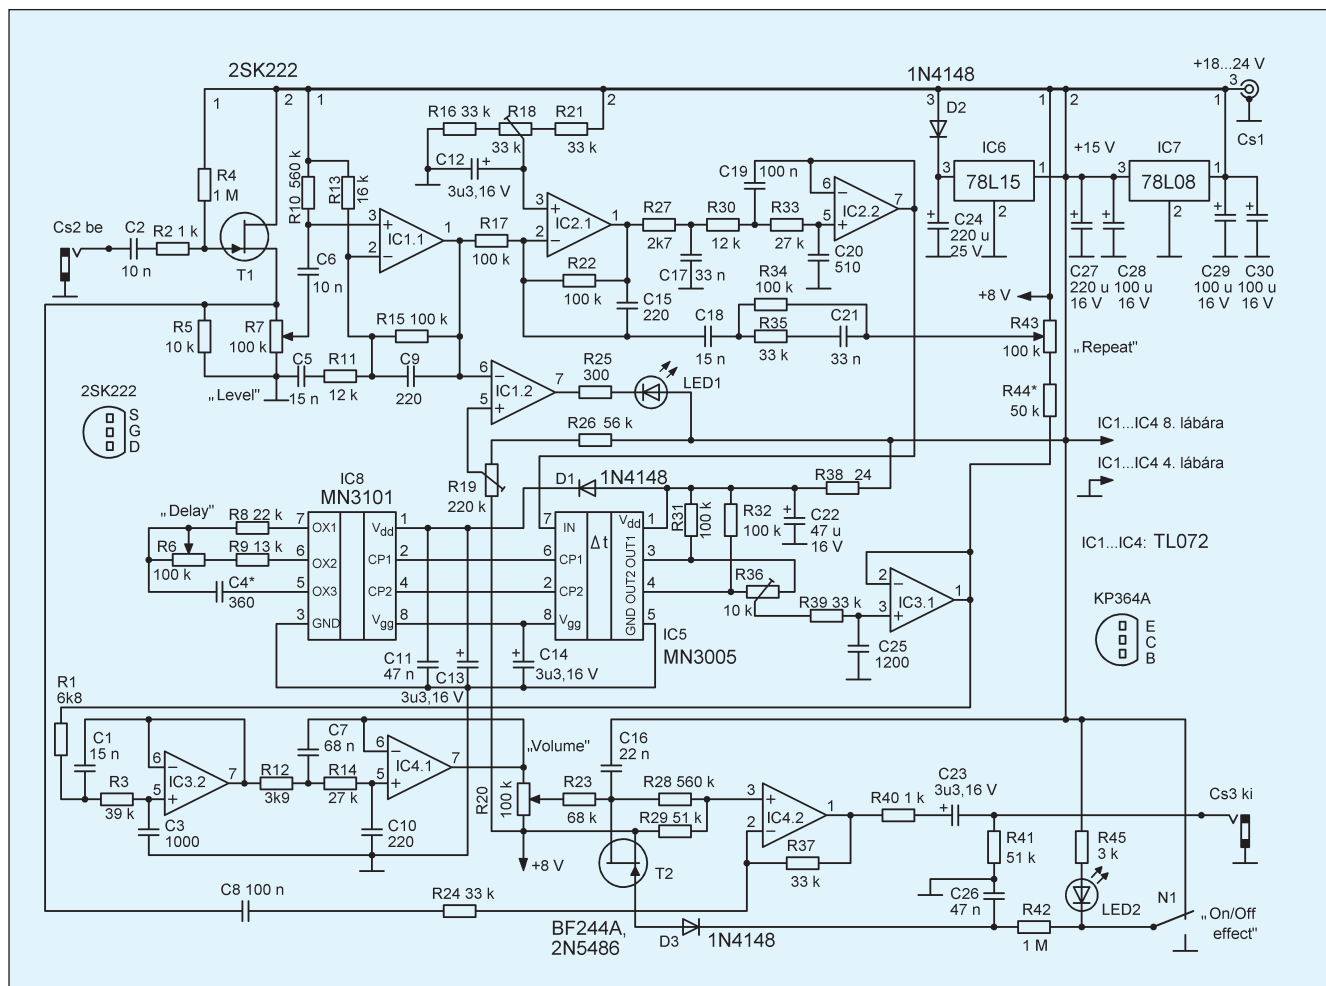 2SK222
1N4148
+18...24 V
3
Cs1
1
2
1
2
3
D2
1
2
1
R4
1 M
R10 560 k
R13
16 k
R16 33 k
R18
33 k
R21
33 k
C12
3u3,16 V
+
C19
100 n
IC6
3
78L15
1
2
+15 V
IC7
78L08
1
2
Cs2 be
C2
10 n
R2 1 k
T1
C6
10 n
3
+
2
−
IC1.1
1
R17
100 k
3
+
2
−
IC2.1
1
R27
2k7
R30
12 k
R33
27 k
6
−
5
+
IC2.2
7
C17
33 n
C20
510
+
C24
220 u
25 V
+
C27
220 u
16 V
+
C28
100 u
16 V
+
C29
100 u
16 V
+
C30
100 u
16 V
R22
100 k
C15
220
R34
100 k
C18
15 n
R35
33 k
C21
33 n
+8 V
R43
100 k
„Repeat"
R44*
50 k
R5
10 k
R7
100 k
„Level"
C5
15 n
R11
12 k
R15 100 k
C9
220
6
−
5
+
IC1.2
7
R25
300
LED1
R26 56 k
2SK222
S
G
D
IC1...IC4 8. lábára
IC1...IC4 4. lábára
IC1...IC4: TL072
IC8
MN3101
„Delay"
R8 22 k
R6
100 k
R9 13 k
C4*
360
7
OX1
6
OX2
5
OX3
3
GND
Vdd
1
CP1
2
CP2
4
Vgg
8
R19
220 k
D1
1N4148
7
IN
6
CP1
2
CP2
8
Vgg
Δt
Vdd
1
OUT1
3
OUT2
4
GND
5
IC5
MN3005
R31
100 k
R32
100 k
+
C22
47 u
16 V
R38 24
R36
10 k
R39 33 k
C25
1200
2
−
3
+
IC3.1
1
KP364A
E
C
B
C11
47 n
+
C13
3u3,16 V
+
C14
3u3,16 V
R1
6k8
C1
15 n
R3
39 k
C3
1000
6
−
5
+
IC3.2
7
R12
3k9
C7
68 n
R14
27 k
6
−
5
+
IC4.1
7
C10
220
„Volume"
R20
100 k
+8 V
R23
68 k
C16
22 n
R28 560 k
R29 51 k
T2
3
+
2
−
IC4.2
1
R37
33 k
R40 1 k
C23
3u3,16 V
+
R41
51 k
C26
47 n
R45
3 k
LED2
Cs3 ki
N1
„On/Off
effect"
C8 100 n
R24 33 k
BF244A,
2N5486
D3
1N4148
R42
1 M